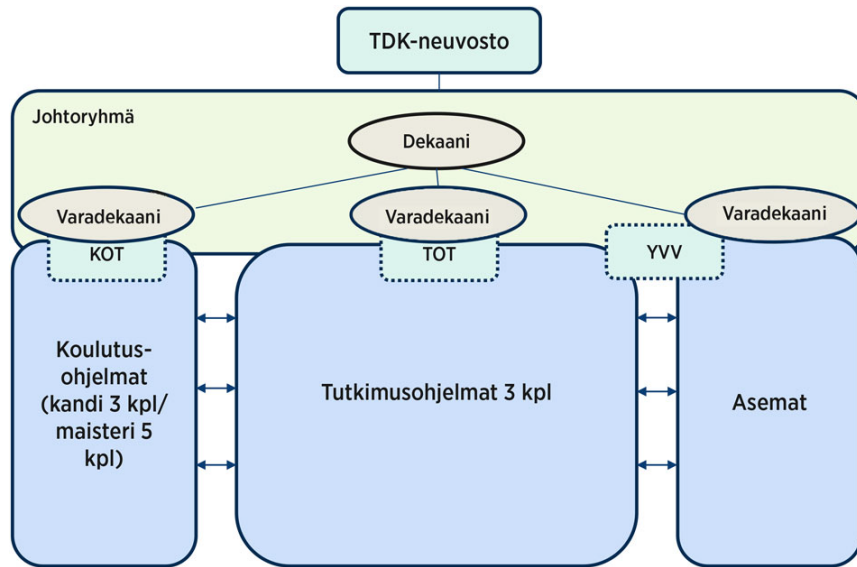 TDK-neuvosto
Johtoryhmä
Dekaani
Varadekaani
Varadekaani
Varadekaani
KOT
TOT
YVV
Koulutus-
ohjelmat
(kandi 3 kpl/
maisteri 5
kpl)
Tutkimusohjelmat 3 kpl
Asemat